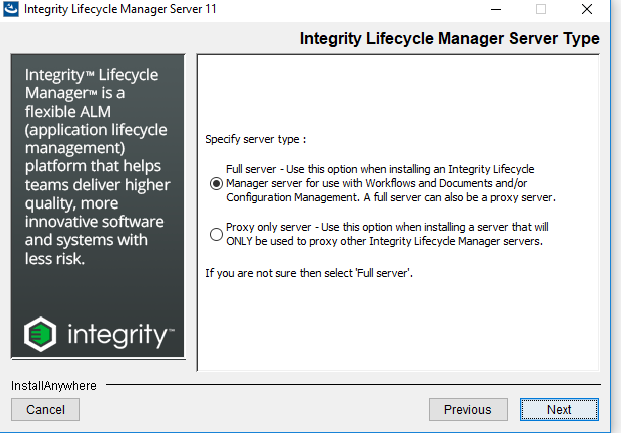 Integrity Lifecycle Manager Server 11
Integrity Lifecycle Manager Server Type
Integrity™ Lifecycle
Manager™ is a
flexible ALM
(application lifecycle
management)
platform that helps
teams deliver higher
quality, more
innovative software
and systems with
less risk.
integrity™
Specify server type :
Full server - Use this option when installing an Integrity Lifecycle
Manager server for use with Workflows and Documents and/or
Configuration Management. A full server can also be a proxy server.
Proxy only server - Use this option when installing a server that will
ONLY be used to proxy other Integrity Lifecycle Manager servers.
If you are not sure then select 'Full server'.
InstallAnywhere
Cancel
Previous
Next